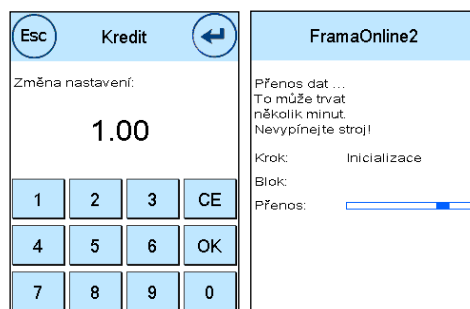 Esc
Kredit
Změna nastavení:
1.00
1 2 3 CE
4 5 6 OK
7 8 9 0
FramaOnline2
Přenos dat ...
To může trvat
několik minut.
Nevypínejte stroj!
Krok: Inicializace
Blok:
Přenos: